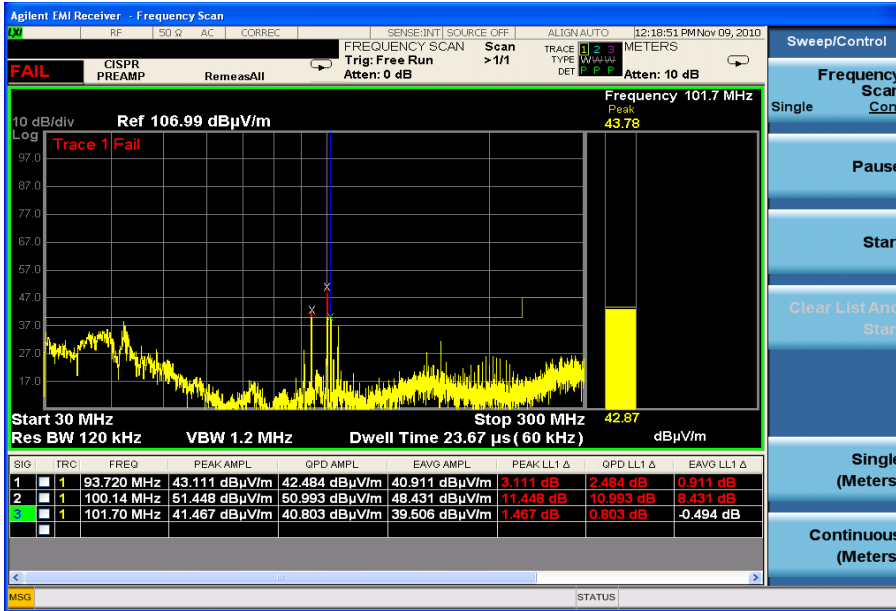 Agilent EMI Receiver - Frequency Scan
LXI RF 50 Ω AC CORREC SENSE:INT SOURCE OFF ALIGN AUTO 12:18:51 PM Nov 09, 2010
FREQUENCY SCAN Scan TRACE 1 2 3 METERS
Trig: Free Run >1/1 TYPE W W W
FAIL CISPR PREAMP RemeasAll Atten: 0 dB DET P P P Atten: 10 dB
Frequency 101.7 MHz
Peak
10 dB/div Ref 106.99 dBµV/m 43.78
Log
Trace 1 Fail
97.0
87.0
77.0
67.0
57.0
47.0
37.0
27.0
17.0
Start 30 MHz Stop 300 MHz 42.87
Res BW 120 kHz VBW 1.2 MHz Dwell Time 23.67 µs (60 kHz) dBµV/m
SIG TRC FREQ PEAK AMPL QPD AMPL EAVG AMPL PEAK LL1 Δ QPD LL1 Δ EAVG LL1 Δ
1 1 93.720 MHz 43.111 dBµV/m 42.484 dBµV/m 40.911 dBµV/m 3.111 dB 2.484 dB 0.911 dB
2 1 100.14 MHz 51.448 dBµV/m 50.993 dBµV/m 48.431 dBµV/m 11.448 dB 10.993 dB 8.431 dB
3 1 101.70 MHz 41.467 dBµV/m 40.803 dBµV/m 39.506 dBµV/m 1.467 dB 0.803 dB -0.494 dB
MSG STATUS
Sweep/Control
Frequency
Scan
Single Con
Pause
Star
Clear List And
Star
Single
(Meters
Continuous
(Meters